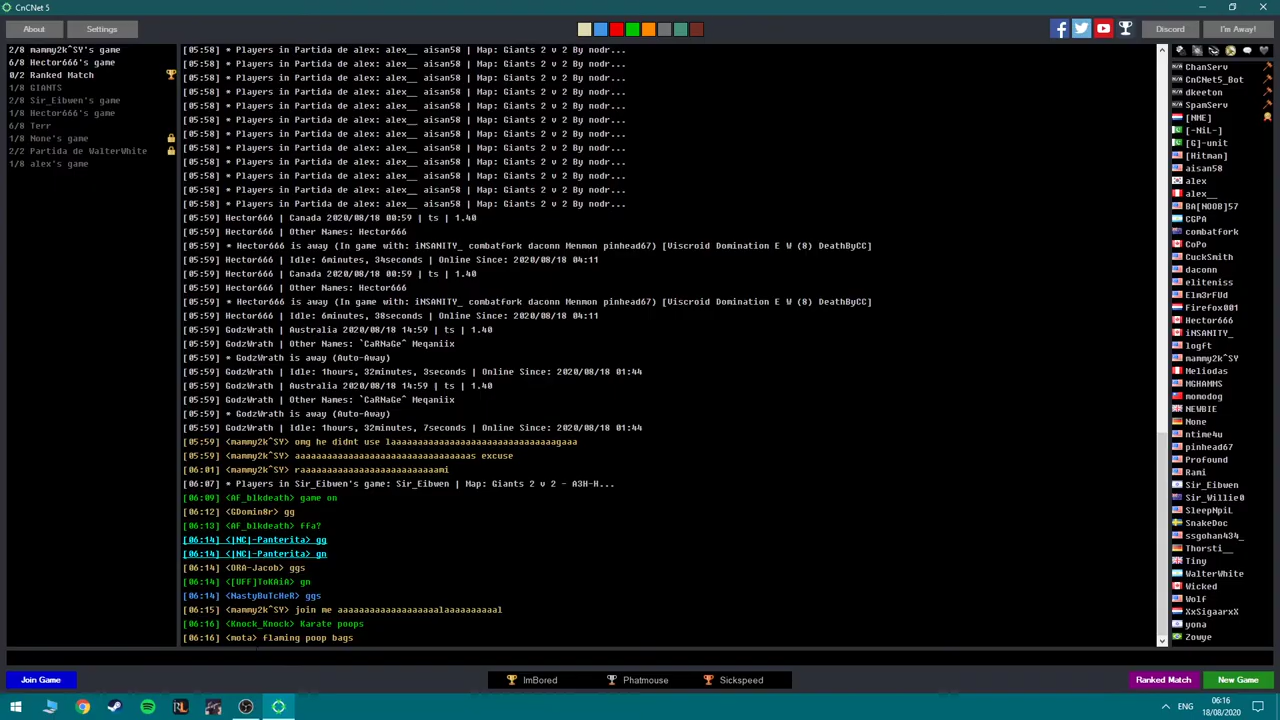 CnCNet 5
About
Settings
Discord
I'm Away!
2/8 mammy2k^SY's game
6/8 Hector666's game
0/2 Ranked Match
1/8 GIANTS
2/8 Sir_Eibwen's game
1/8 Hector666's game
6/8 Terr
1/8 None's game
2/2 Partida de WalterWhite
1/8 alex's game
[05:58] * Players in Partida de alex: alex__ aisan58 | Map: Giants 2 v 2 By nodr...
[05:58] * Players in Partida de alex: alex__ aisan58 | Map: Giants 2 v 2 By nodr...
[05:58] * Players in Partida de alex: alex__ aisan58 | Map: Giants 2 v 2 By nodr...
[05:58] * Players in Partida de alex: alex__ aisan58 | Map: Giants 2 v 2 By nodr...
[05:58] * Players in Partida de alex: alex__ aisan58 | Map: Giants 2 v 2 By nodr...
[05:58] * Players in Partida de alex: alex__ aisan58 | Map: Giants 2 v 2 By nodr...
[05:58] * Players in Partida de alex: alex__ aisan58 | Map: Giants 2 v 2 By nodr...
[05:58] * Players in Partida de alex: alex__ aisan58 | Map: Giants 2 v 2 By nodr...
[05:58] * Players in Partida de alex: alex__ aisan58 | Map: Giants 2 v 2 By nodr...
[05:58] * Players in Partida de alex: alex__ aisan58 | Map: Giants 2 v 2 By nodr...
[05:58] * Players in Partida de alex: alex__ aisan58 | Map: Giants 2 v 2 By nodr...
[05:58] * Players in Partida de alex: alex__ aisan58 | Map: Giants 2 v 2 By nodr...
[05:59] Hector666 | Canada 2020/08/18 00:59 | ts | 1.40
[05:59] Hector666 | Other Names: Hector666
[05:59] * Hector666 is away (In game with: iNSANITY_ combatfork daconn Menmon pinhead67) [Viscroid Domination E W (8) DeathByCC]
[05:59] Hector666 | Idle: 6minutes, 34seconds | Online Since: 2020/08/18 04:11
[05:59] Hector666 | Canada 2020/08/18 00:59 | ts | 1.40
[05:59] Hector666 | Other Names: Hector666
[05:59] * Hector666 is away (In game with: iNSANITY_ combatfork daconn Menmon pinhead67) [Viscroid Domination E W (8) DeathByCC]
[05:59] Hector666 | Idle: 6minutes, 38seconds | Online Since: 2020/08/18 04:11
[05:59] GodzWrath | Australia 2020/08/18 14:59 | ts | 1.40
[05:59] GodzWrath | Other Names: `CaRNaGe^ Meqaniix
[05:59] * GodzWrath is away (Auto-Away)
[05:59] GodzWrath | Idle: 1hours, 32minutes, 3seconds | Online Since: 2020/08/18 01:44
[05:59] GodzWrath | Australia 2020/08/18 14:59 | ts | 1.40
[05:59] GodzWrath | Other Names: `CaRNaGe^ Meqaniix
[05:59] * GodzWrath is away (Auto-Away)
[05:59] GodzWrath | Idle: 1hours, 32minutes, 7seconds | Online Since: 2020/08/18 01:44
[05:59] <mammy2k^SY> omg he didnt use laaaaaaaaaaaaaaaaaaaaaaaaaaaaaaagaaa
[05:59] <mammy2k^SY> aaaaaaaaaaaaaaaaaaaaaaaaaaaaaaaaas excuse
[06:01] <mammy2k^SY> raaaaaaaaaaaaaaaaaaaaaaaaami
[06:07] * Players in Sir_Eibwen's game: Sir_Eibwen | Map: Giants 2 v 2 - A3H-H...
[06:09] <AF_blkdeath> game on
[06:12] <GDomin8r> gg
[06:13] <AF_blkdeath> ffa?
[06:14] <|NC|-Panterita> gg
[06:14] <|NC|-Panterita> gn
[06:14] <ORA-Jacob> ggs
[06:14] <[UFF]ToKAiA> gn
[06:14] <NastyBuTcHeR> ggs
[06:15] <mammy2k^SY> join me aaaaaaaaaaaaaaaaaaalaaaaaaaaaal
[06:16] <Knock_Knock> Karate poops
[06:16] <mota> flaming poop bags
ChanServ
CnCNet5_Bot
dkeeton
SpamServ
[NME]
[-NiL-]
[G]-unit
[Hitman]
aisan58
alex
alex__
BA[NOOB]57
CGPA
combatfork
CoPo
CuckSmith
daconn
eliteniss
Elm3rFUd
Firefox001
Hector666
iNSANITY_
logft
mammy2k^SY
Meliodas
MGHAMMS
momodog
NEWBIE
None
ntime4u
pinhead67
Profound
Rami
Sir_Eibwen
Sir_Willie0
SleepNpiL
SnakeDoc
ssgohan434_
Thorsti__
Tiny
WalterWhite
Wicked
Wolf
XxSigaarxX
yona
Zowye
Join Game
ImBored
Phatmouse
Sickspeed
Ranked Match
New Game
ENG
06:16
18/08/2020